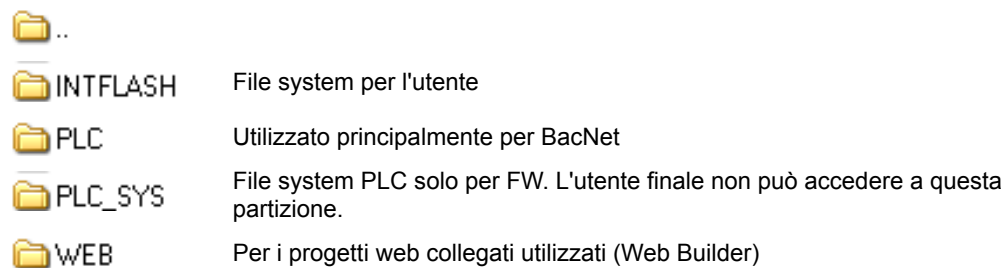 ..
INTFLASH File system per l'utente
PLC Utilizzato principalmente per BacNet
PLC_SYS File system PLC solo per FW. L'utente finale non può accedere a questa
partizione.
WEB Per i progetti web collegati utilizzati (Web Builder)